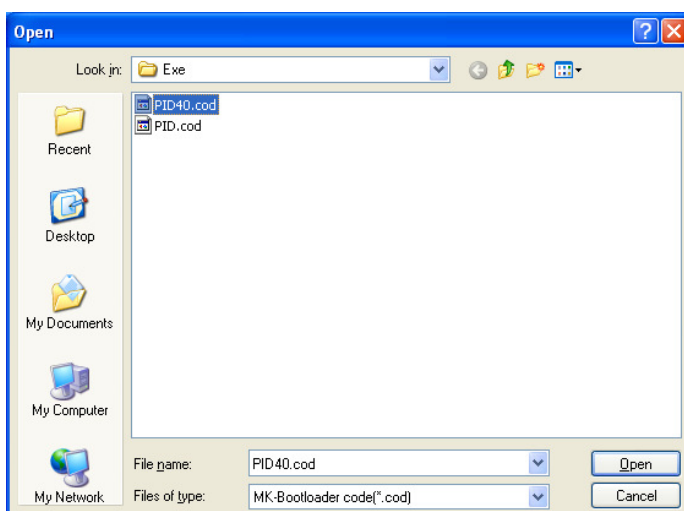 Open
Look in: Exe
PID40.cod
PID.cod
Recent
Desktop
My Documents
My Computer
My Network
File name: PID40.cod Open
Files of type: MK-Bootloader code(*.cod) Cancel